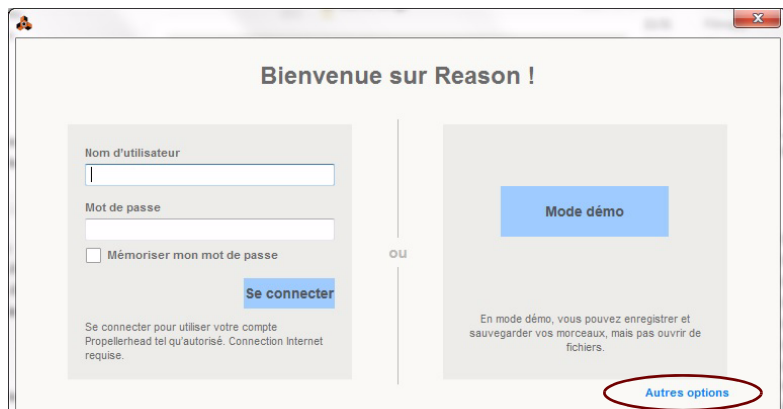 Bienvenue sur Reason !
Nom d'utilisateur
Mot de passe
Mémoriser mon mot de passe
Se connecter
Se connecter pour utiliser votre compte
Propellerhead tel qu'autorisé. Connection Internet
requise.
ou
Mode démo
En mode démo, vous pouvez enregistrer et
sauvegarder vos morceaux, mais pas ouvrir de
fichiers.
Autres options